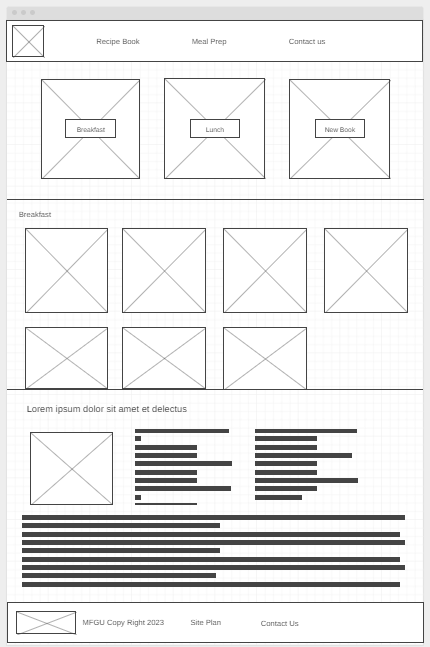 Recipe Book Meal Prep Contact us
Breakfast Lunch New Book
Breakfast
Lorem ipsum dolor sit amet et delectus
MFGU Copy Right 2023 Site Plan Contact Us